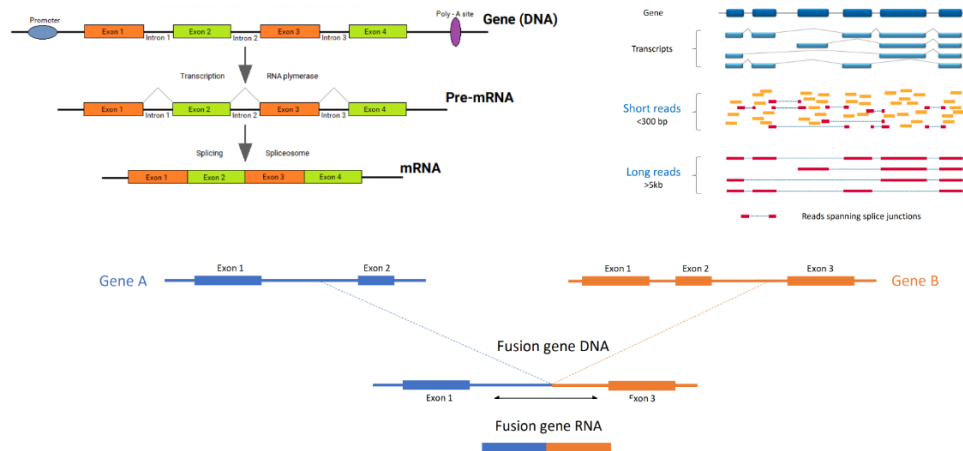 Promoter
Poly - A site
Gene (DNA)
Exon 1
Intron 1
Exon 2
Intron 2
Exon 3
Intron 3
Exon 4
Transcription
RNA plymerase
Pre-mRNA
Exon 1
Intron 1
Exon 2
Intron 2
Exon 3
Intron 3
Exon 4
Splicing
Spliceosome
mRNA
Exon 1
Exon 2
Exon 3
Exon 4
Gene
Transcripts
Short reads
<300 bp
Long reads
>5kb
Reads spanning splice junctions
Gene A
Exon 1
Exon 2
Exon 1
Exon 2
Exon 3
Gene B
Fusion gene DNA
Exon 1
Exon 3
Fusion gene RNA